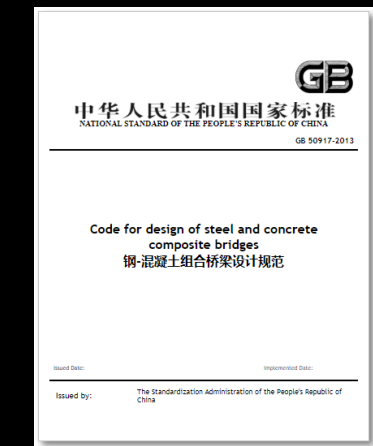 GB
中华人民共和国国家标准
NATIONAL STANDARD OF THE PEOPLE'S REPUBLIC OF CHINA
GB 50917-2013
Code for design of steel and concrete
composite bridges
钢-混凝土组合桥梁设计规范
Issued Date:
Implemented Date:
Issued by:
The Standardization Administration of the People's Republic of
China